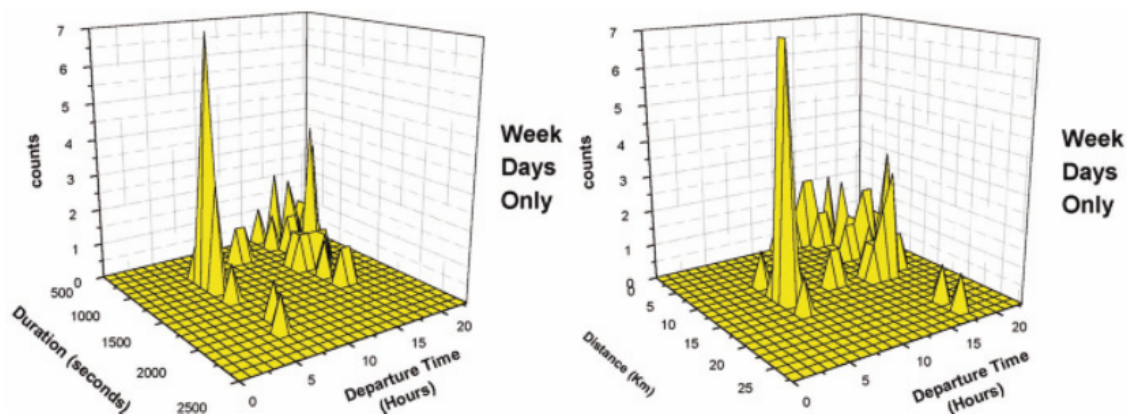 7
6
5
4
3
2
1
0
counts
500
1000
1500
2000
2500
Duration (seconds)
0
5
10
15
20
Departure Time
(Hours)
Week
Days
Only
7
6
5
4
3
2
1
0
counts
0
5
10
15
20
25
Distance (Km)
0
5
10
15
20
Departure Time
(Hours)
Week
Days
Only